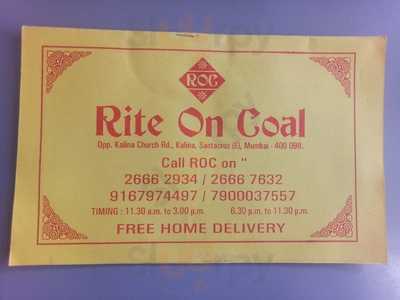 ROC
Rite On Coal
Opp. Kalina Church Rd., Kalina, Santacruz (E), Mumbai - 400 098.
Call ROC on "
2666 2934 / 2666 7632
9167974497 / 7900037557
TIMING : 11.30 a.m. to 3.00 p.m. 6.30 p.m. to 11.30 p.m.
FREE HOME DELIVERY